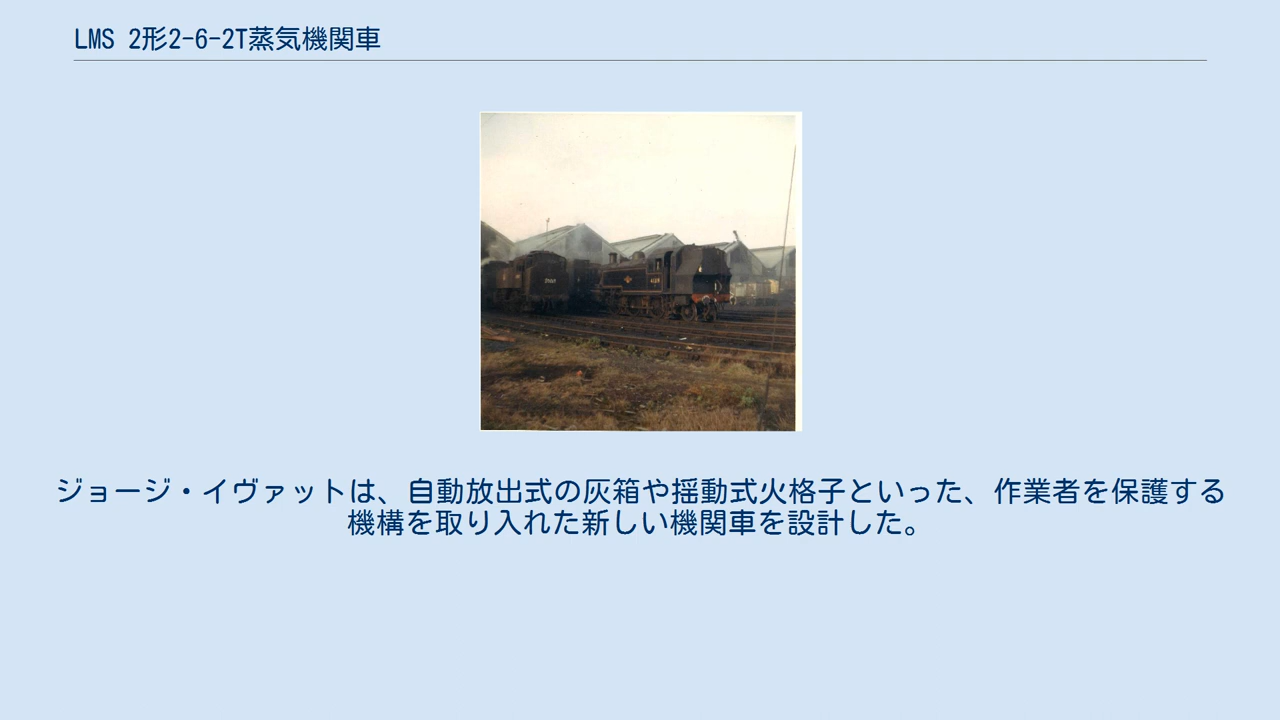 LMS 2形2-6-2T蒸気機関車
ジョージ・イヴァットは、自動放出式の灰箱や揺動式火格子といった、作業者を保護する
機構を取り入れた新しい機関車を設計した。